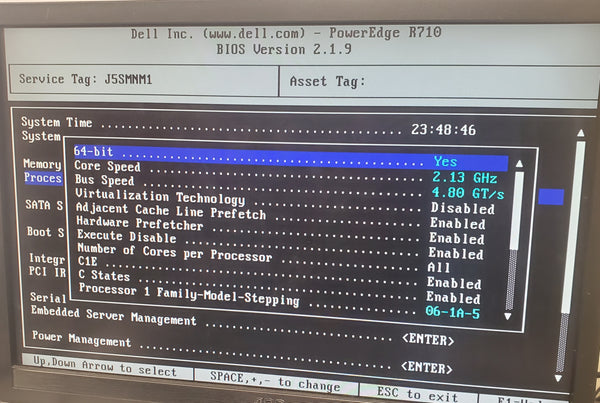 Dell Inc. (www.dell.com) - PowerEdge R710
BIOS Version 2.1.9
Service Tag: J5SMNM1
Asset Tag:
System Time ........................................ 23:48:46
System
64-bit ........................................ Yes
Memory
Core Speed ........................................ 2.13 GHz
Proces
Bus Speed ........................................ 4.80 GT/s
Virtualization Technology ........................ Disabled
SATA S
Adjacent Cache Line Prefetch ..................... Enabled
Hardware Prefetcher .............................. Enabled
Boot S
Execute Disable .................................. Enabled
Number of Cores per Processor .................... All
Integr
C1E .............................................. Enabled
PCI IR
C States ......................................... Enabled
Processor 1 Family-Model-Stepping ................ 06-1A-5
Serial
Embedded Server Management ....................... <ENTER>
Power Management ................................. <ENTER>
Up,Down Arrow to select
SPACE,+,- to change
ESC to exit